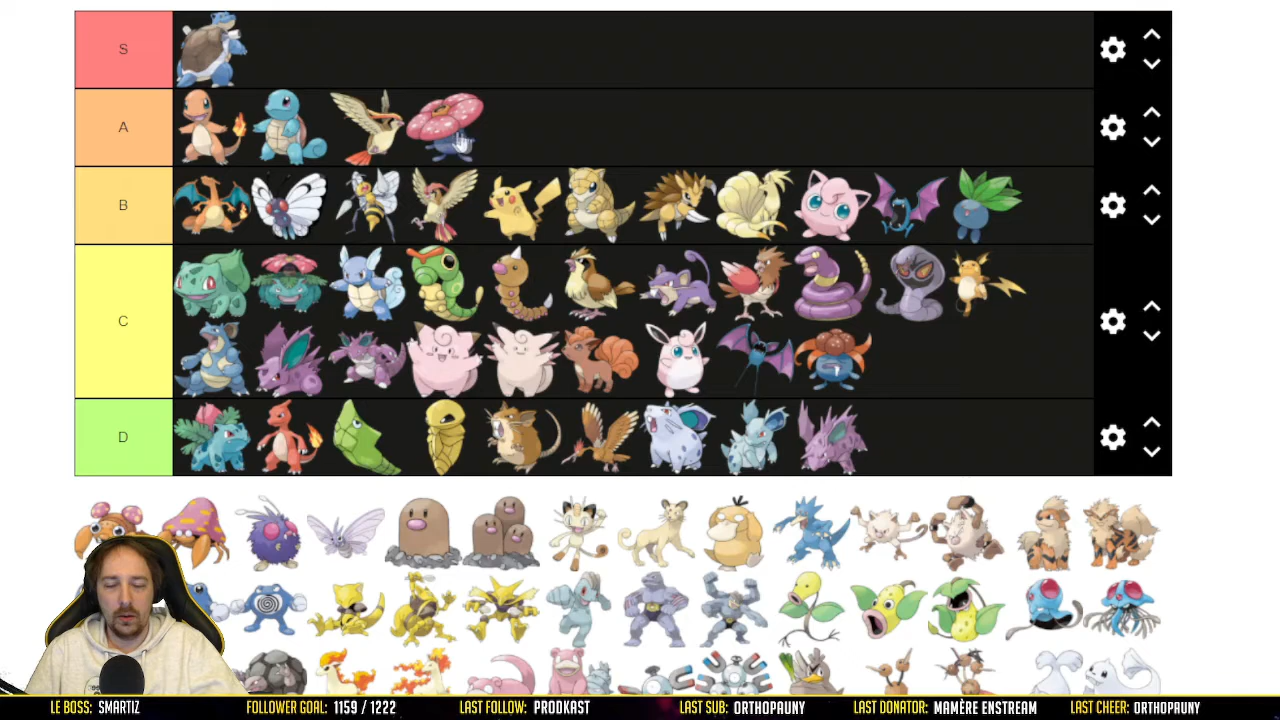 S
A
B
C
D
LE BOSS: SMARTIZ FOLLOWER GOAL: 1159 / 1222 LAST FOLLOW: PRODKAST LAST SUB: ORTHOPAUNY LAST DONATOR: MAMÈRE ENSTREAM LAST CHEER: ORTHOPAUNY